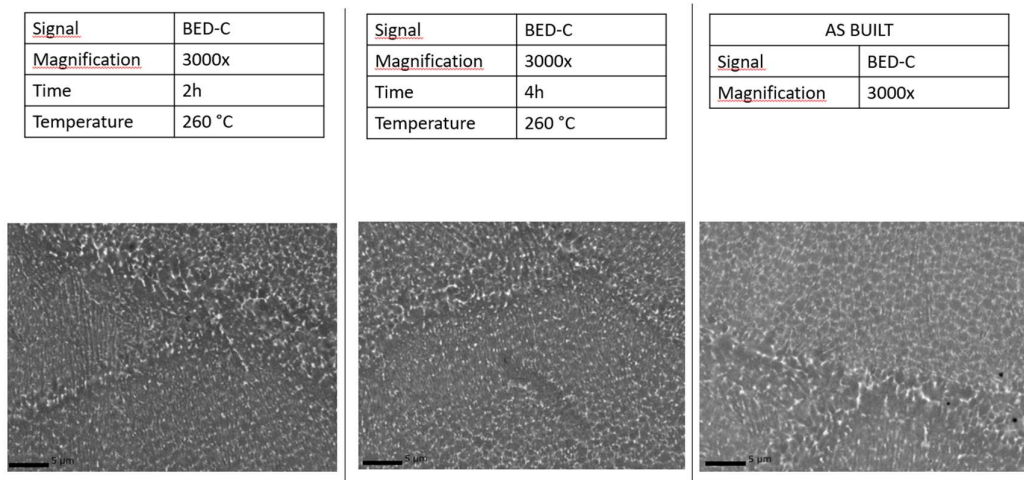 Signal BED-C
Magnification 3000x
Time 2h
Temperature 260 °C
Signal BED-C
Magnification 3000x
Time 4h
Temperature 260 °C
AS BUILT
Signal BED-C
Magnification 3000x
5 µm
5 µm
5 µm